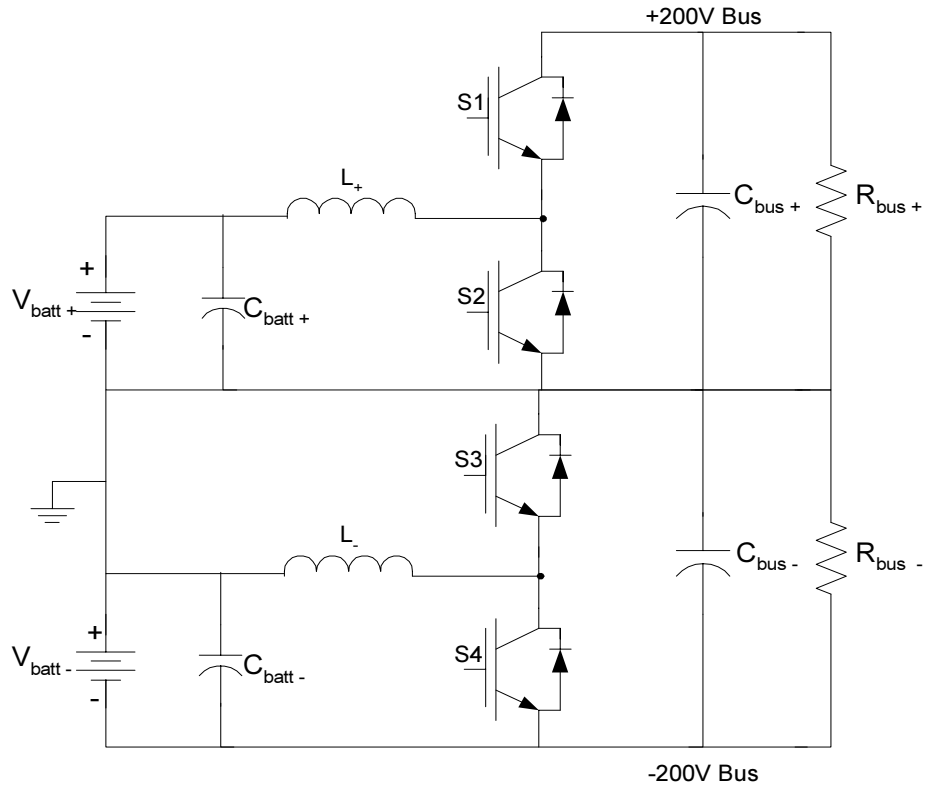 +200V Bus
S1
L+
Cbus +
Rbus+
+
Vbatt +
-
Cbatt +
S2
S3
L-
Cbus -
Rbus -
+
Vbatt -
-
Cbatt -
S4
-200V Bus